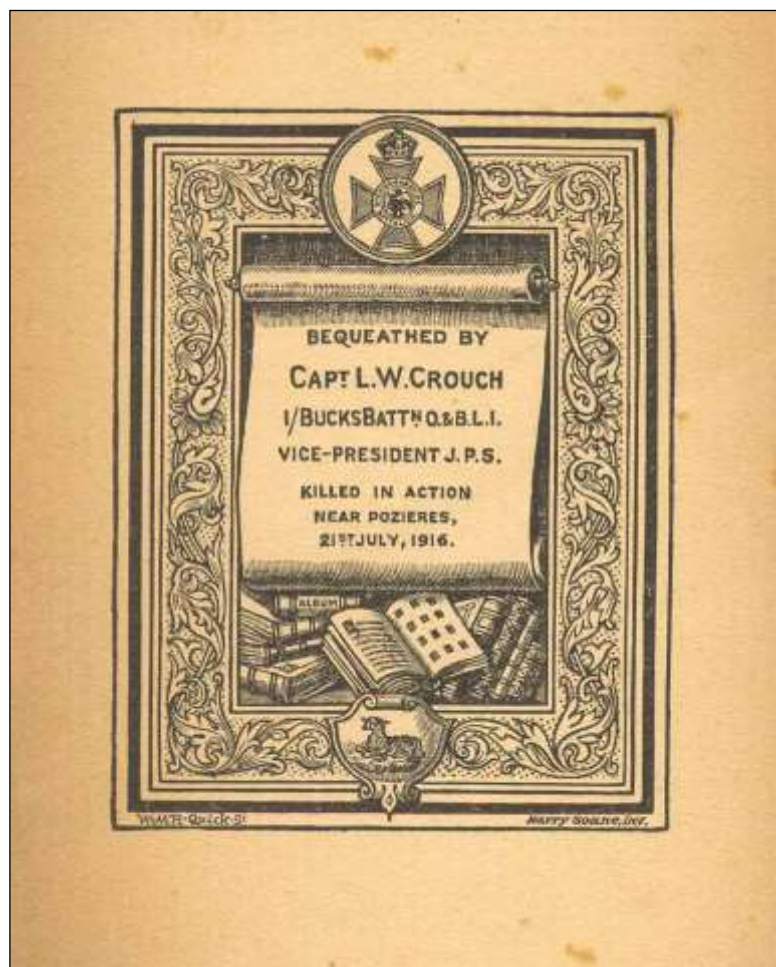 BEQUEATHED BY
CAPT L.W.CROUCH
1/BUCKS BATTN O.& B.L.I.
VICE-PRESIDENT J.P.S.
KILLED IN ACTION
NEAR POZIERES,
21ST JULY, 1916.
ALBUM
Harry Soane,